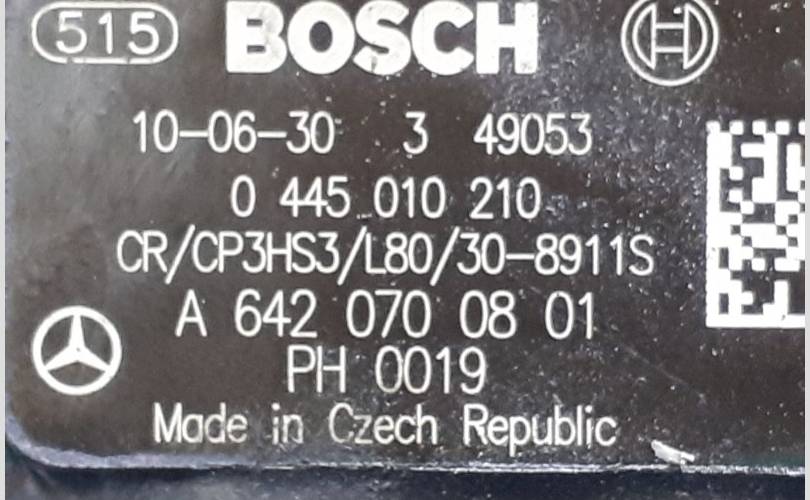 515 BOSCH
10-06-30 3 49053
0 445 010 210
CR/CP3HS3/L80/30-8911S
A 642 070 08 01
PH 0019
Made in Czech Republic